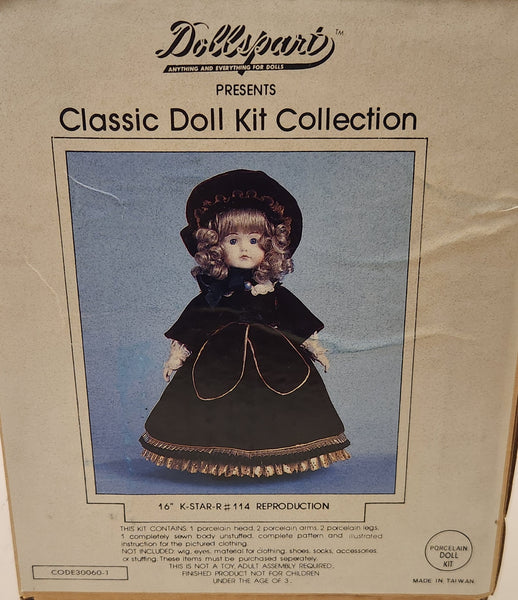 Dollspart™
ANYTHING AND EVERYTHING FOR DOLLS
PRESENTS
Classic Doll Kit Collection
16" K-STAR-R#114 REPRODUCTION
THIS KIT CONTAINS: 1 porcelain head, 2 porcelain arms, 2 porcelain legs,
1 completely sewn body unstuffed, complete pattern and illustrated
instruction for the pictured clothing.
NOT INCLUDED: wig, eyes, material for clothing, shoes, socks, accessories,
or stuffing. These items must be purchased separately.
THIS IS NOT A TOY, ADULT ASSEMBLY REQUIRED.
FINISHED PRODUCT NOT FOR CHILDREN
UNDER THE AGE OF 3.
CODE30060-1
PORCELAIN
DOLL
KIT
MADE IN TAIWAN.